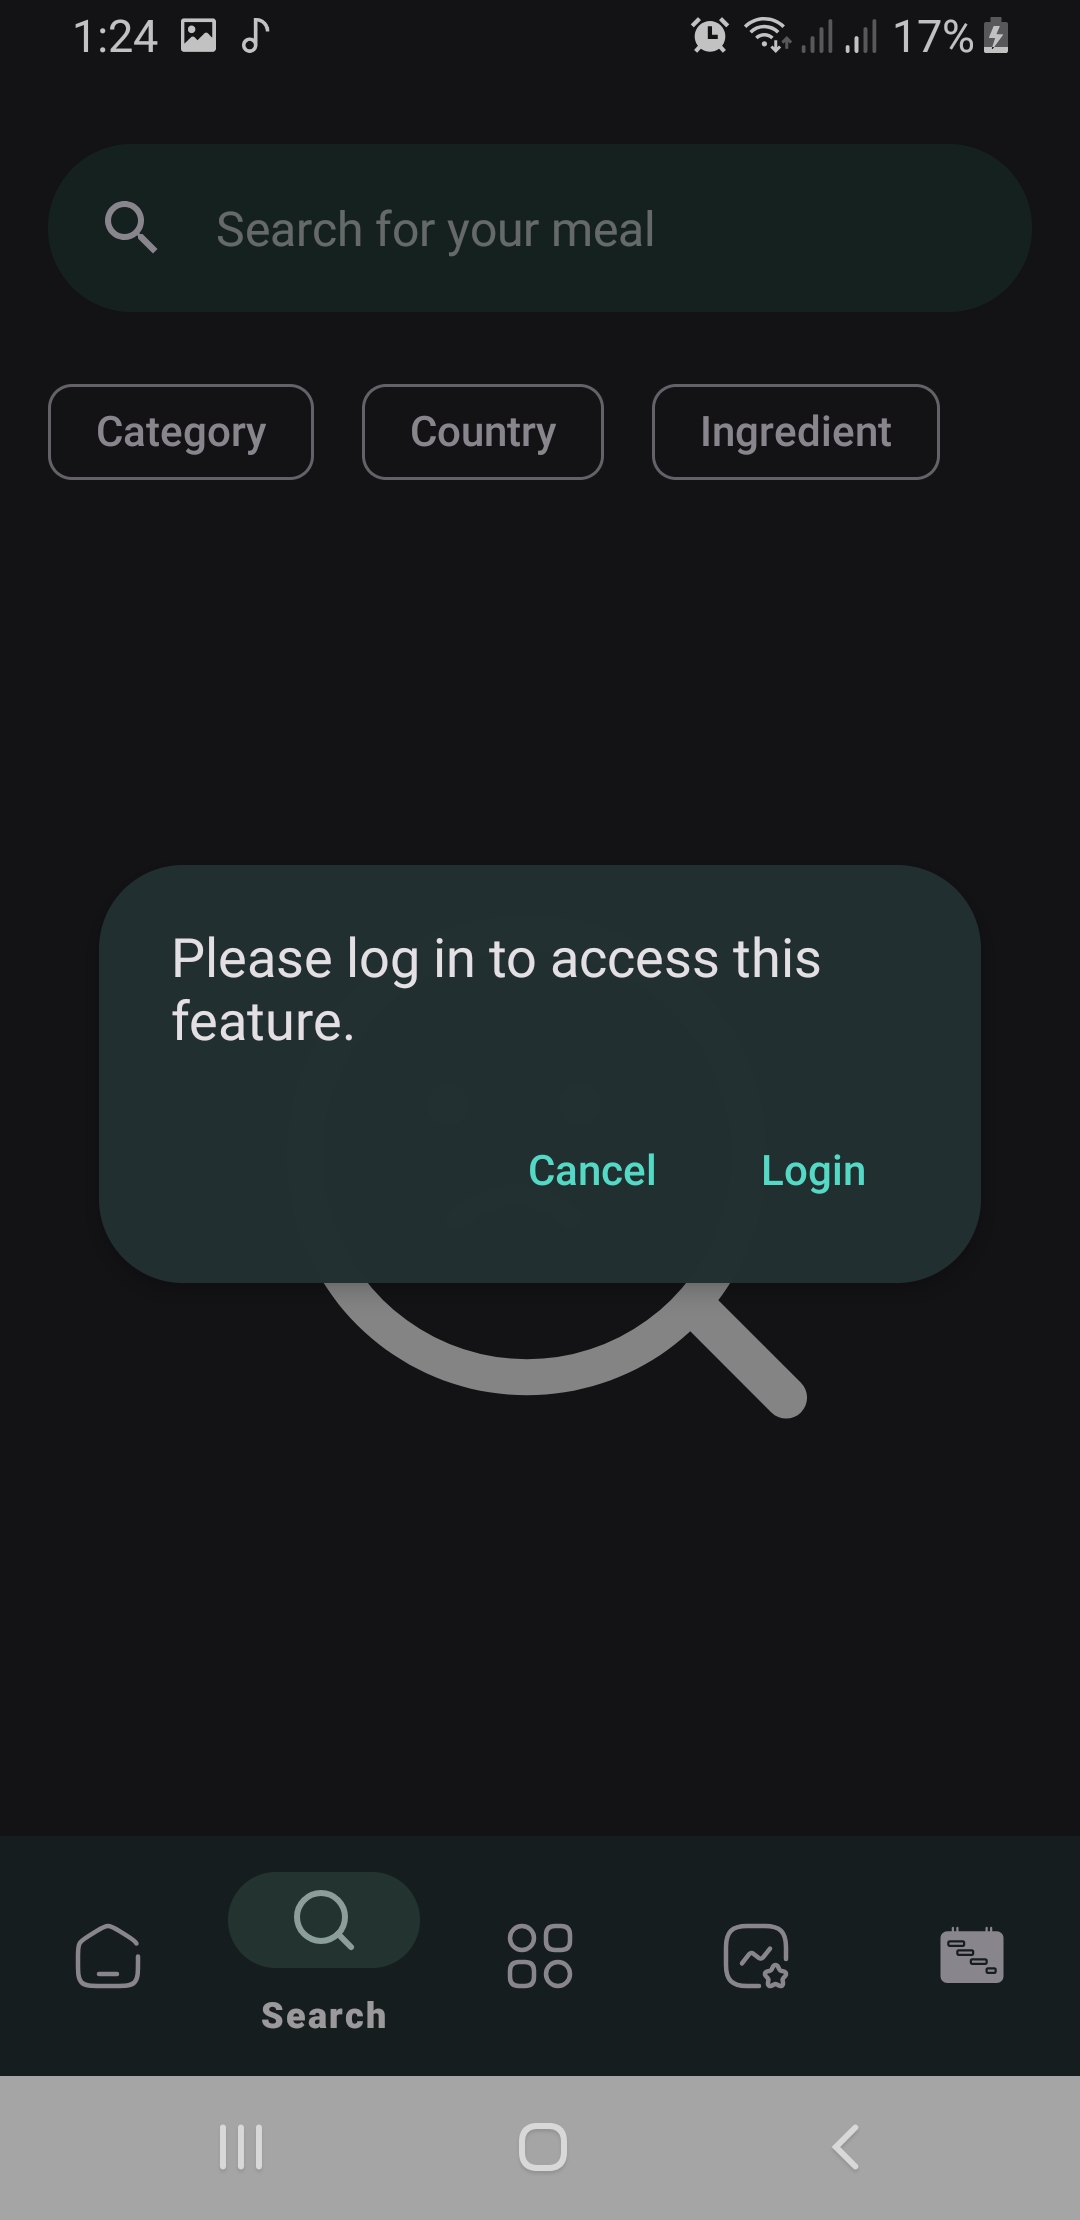 1:24 17%
Search for your meal
Category Country Ingredient
Please log in to access this
feature.
Cancel Login
Search